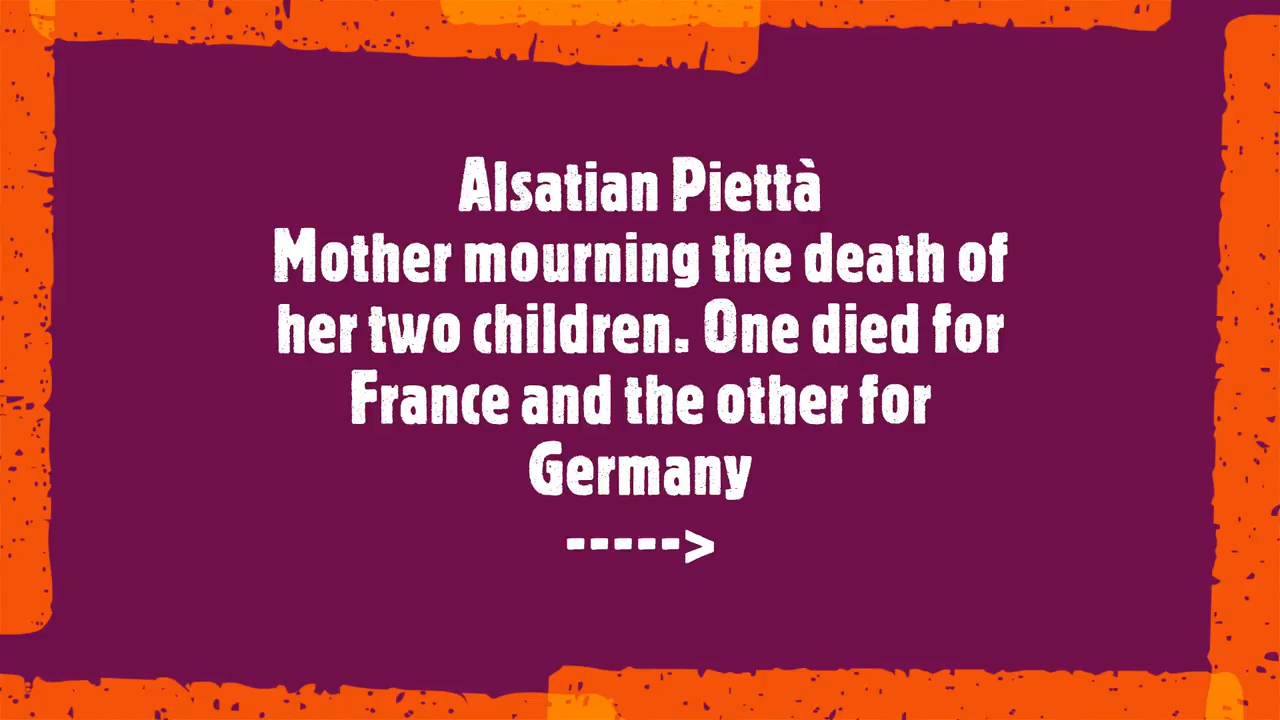 Alsatian Piettà
Mother mourning the death of
her two children. One died for
France and the other for
Germany
----->